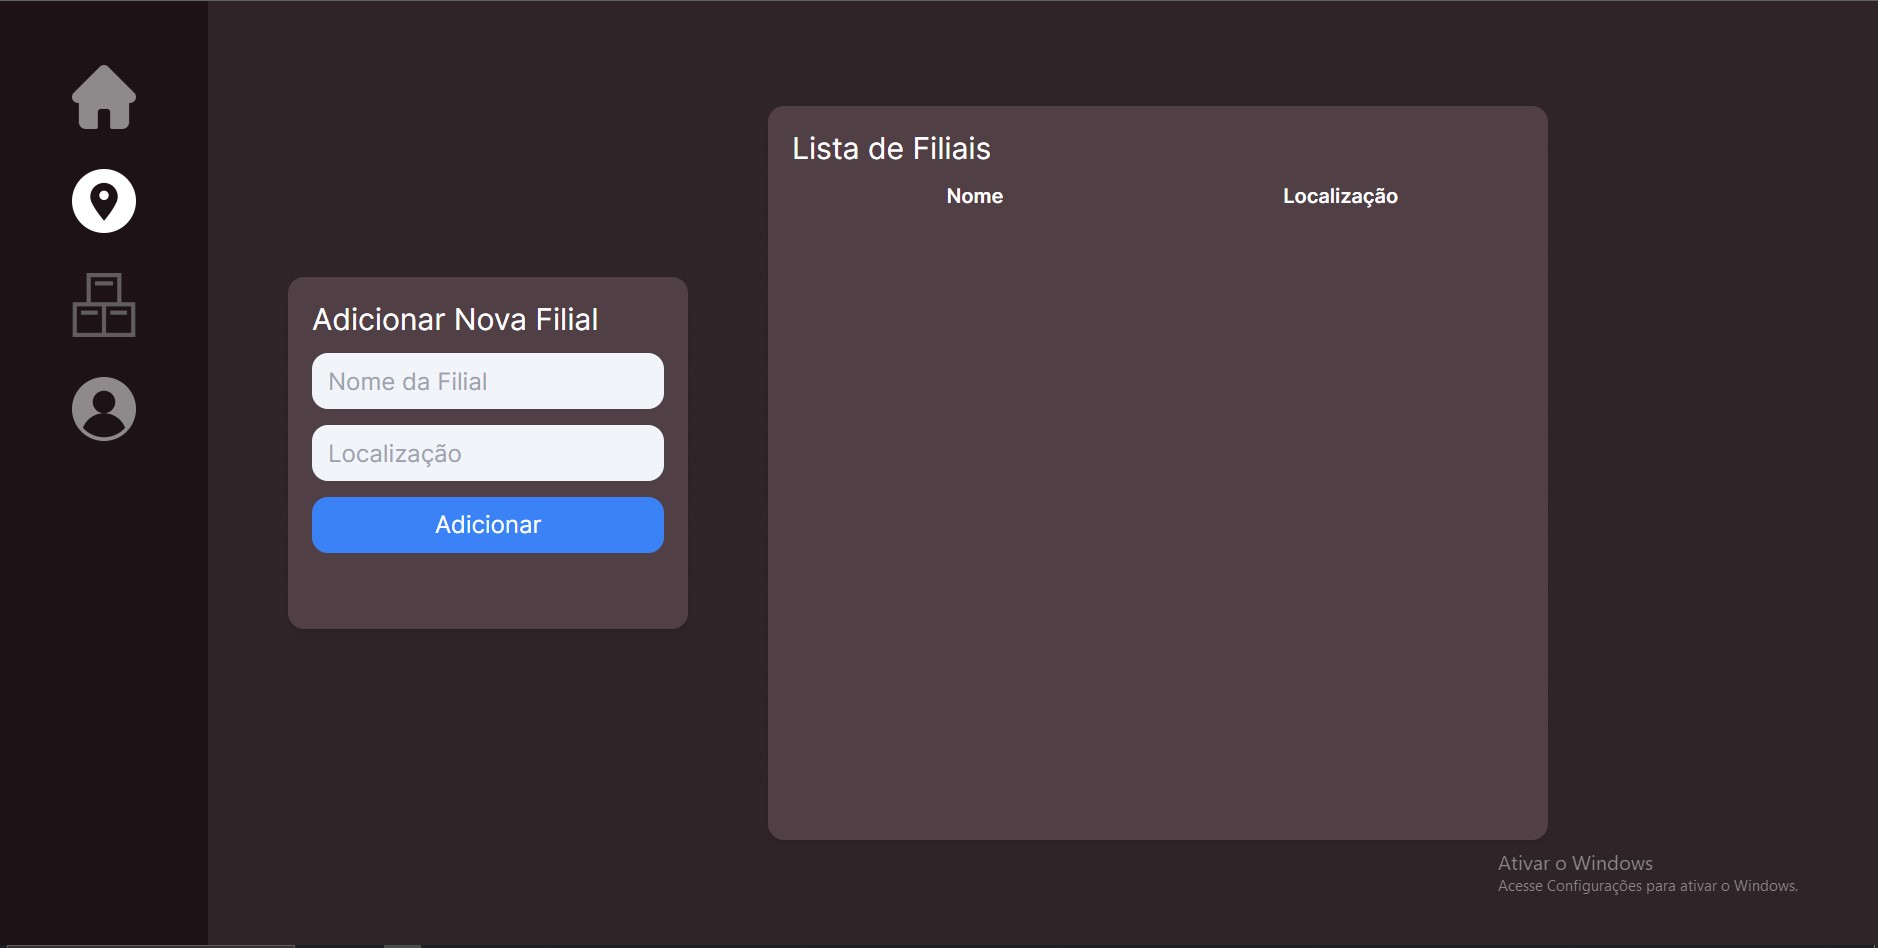 Adicionar Nova Filial
Nome da Filial
Localização
Adicionar
Lista de Filiais
Nome Localização
Ativar o Windows
Acesse Configurações para ativar o Windows.